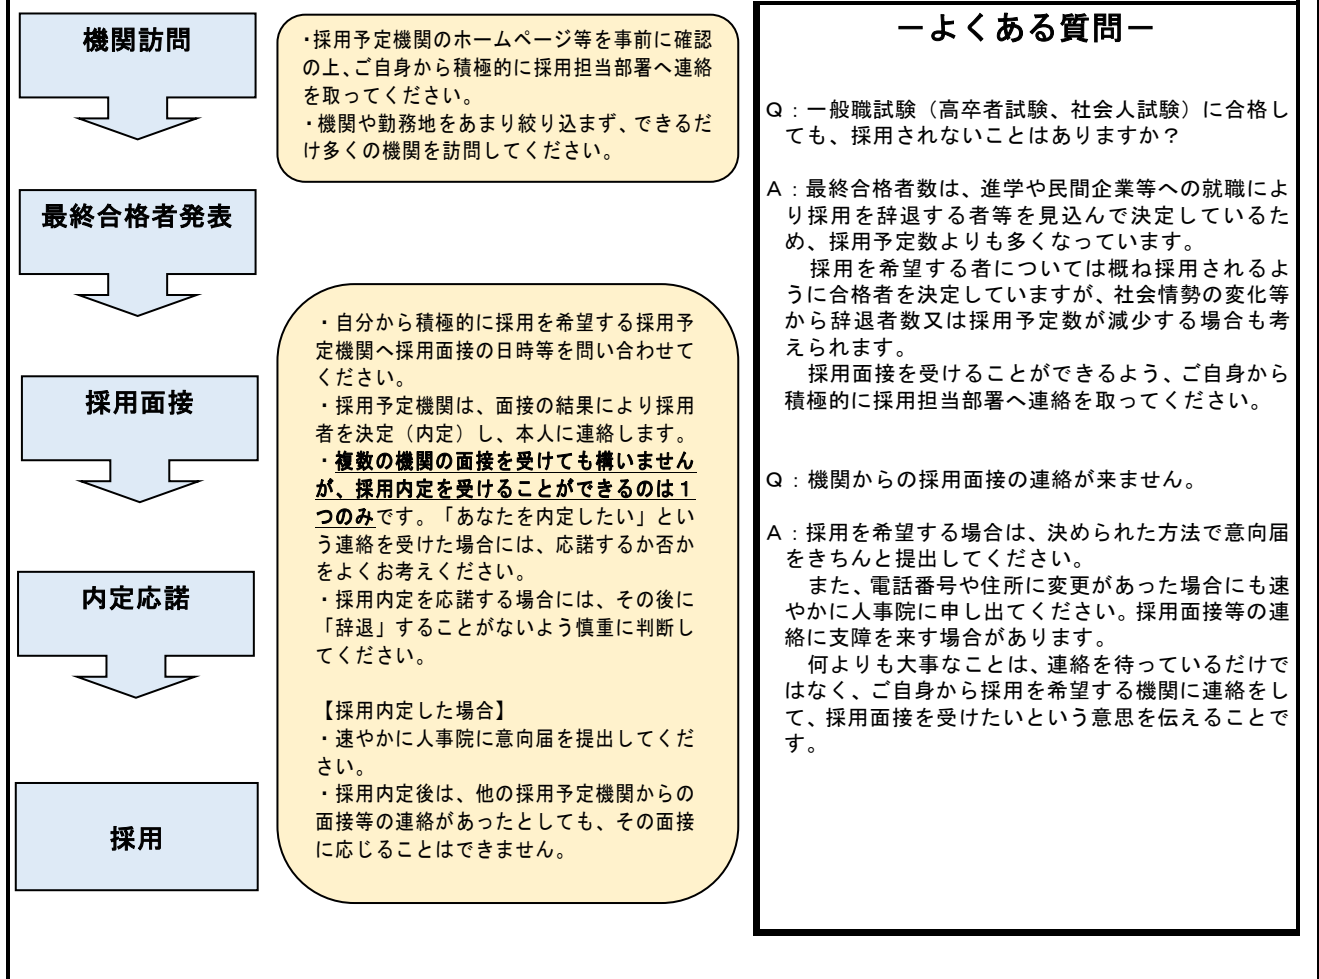 機関訪問
・採用予定機関のホームページ等を事前に確認
の上、ご自身から積極的に採用担当部署へ連絡
を取ってください。
・機関や勤務地をあまり絞り込まず、できるだ
け多くの機関を訪問してください。
最終合格者発表
採用面接
・自分から積極的に採用を希望する採用予
定機関へ採用面接の日時等を問い合わせて
ください。
・採用予定機関は、面接の結果により採用
者を決定（内定）し、本人に連絡します。
・複数の機関の面接を受けても構いません
が、採用内定を受けることができるのは１
つのみです。「あなたを内定したい」とい
う連絡を受けた場合には、応諾するか否か
をよくお考えください。
・採用内定を応諾する場合には、その後に
「辞退」することがないよう慎重に判断し
てください。
【採用内定した場合】
・速やかに人事院に意向届を提出してくだ
さい。
・採用内定後は、他の採用予定機関からの
面接等の連絡があったとしても、その面接
に応じることはできません。
内定応諾
採用
－よくある質問－
Ｑ：一般職試験（高卒者試験、社会人試験）に合格し
ても、採用されないことはありますか？
Ａ：最終合格者数は、進学や民間企業等への就職によ
り採用を辞退する者等を見込んで決定しているた
め、採用予定数よりも多くなっています。
採用を希望する者については概ね採用されるよ
うに合格者を決定していますが、社会情勢の変化等
から辞退者数又は採用予定数が減少する場合も考
えられます。
採用面接を受けることができるよう、ご自身から
積極的に採用担当部署へ連絡を取ってください。
Ｑ：機関からの採用面接の連絡が来ません。
Ａ：採用を希望する場合は、決められた方法で意向届
をきちんと提出してください。
また、電話番号や住所に変更があった場合にも速
やかに人事院に申し出てください。採用面接等の連
絡に支障を来す場合があります。
何よりも大事なことは、連絡を待っているだけで
はなく、ご自身から採用を希望する機関に連絡をし
て、採用面接を受けたいという意思を伝えることで
す。